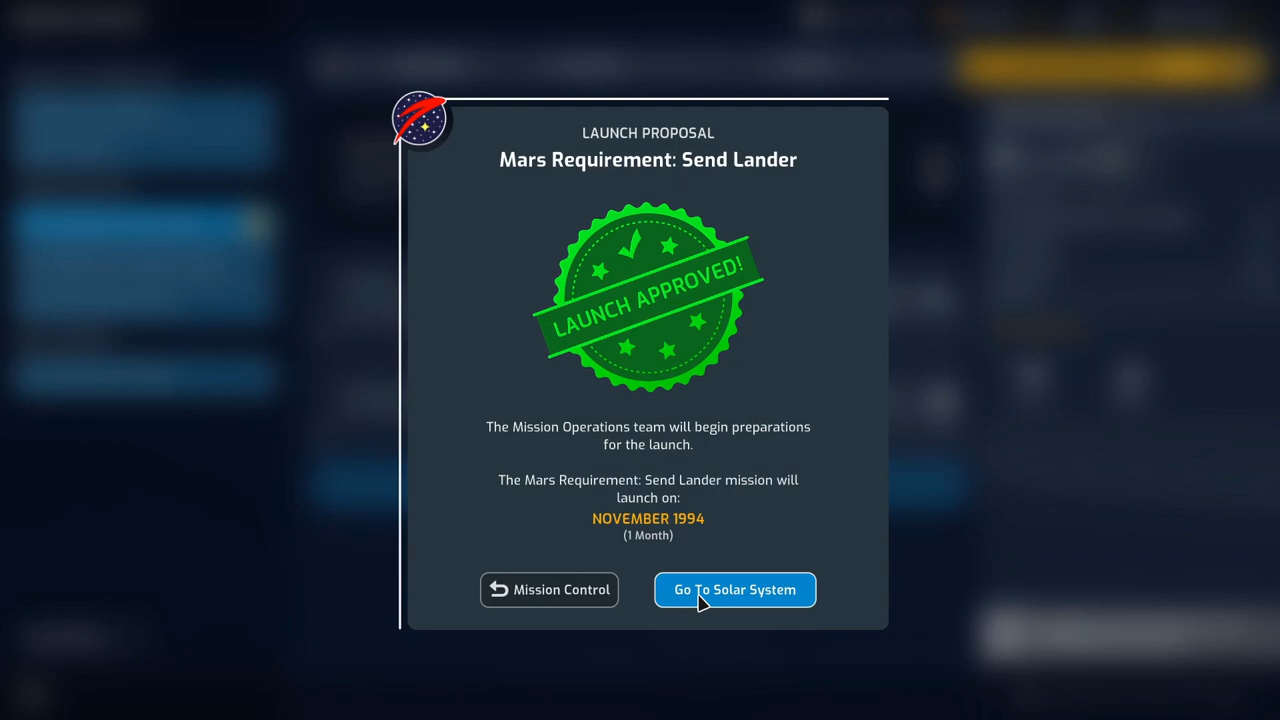 LAUNCH PROPOSAL
Mars Requirement: Send Lander
LAUNCH APPROVED!
The Mission Operations team will begin preparations
for the launch.
The Mars Requirement: Send Lander mission will
launch on:
NOVEMBER 1994
(1 Month)
Mission Control
Go To Solar System